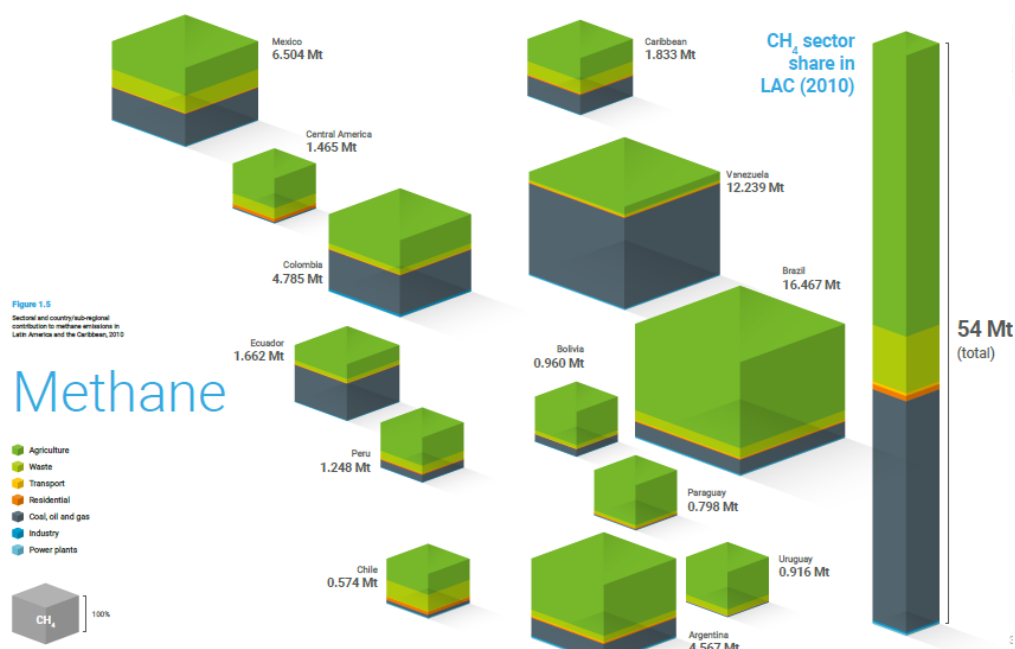 Mexico
6.504 Mt
Caribbean
1.833 Mt
CH4 sector
share in
LAC (2010)
Central America
1.465 Mt
Venezuela
12.239 Mt
Colombia
4.785 Mt
Brazil
16.467 Mt
Figure 1.5
Sectoral and country/sub-regional
contribution to methane emissions in
Latin America and the Caribbean, 2010
54 Mt
(total)
Ecuador
1.662 Mt
Bolivia
0.960 Mt
Methane
Agriculture
Waste
Transport
Residential
Coal, oil and gas
Industry
Power plants
Peru
1.248 Mt
Paraguay
0.798 Mt
Chile
0.574 Mt
Uruguay
0.916 Mt
CH4
100%
Argentina
4.567 Mt